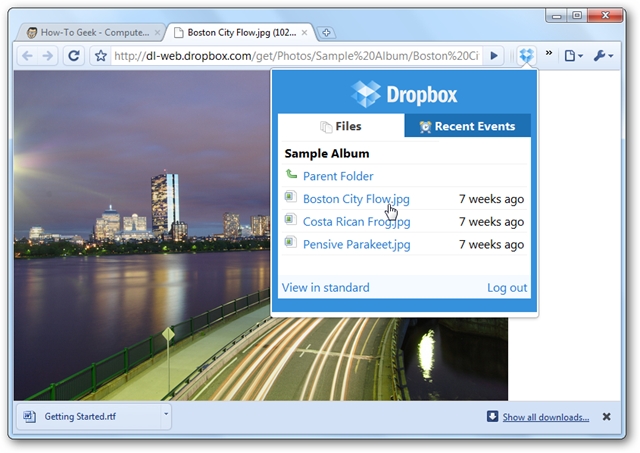 How-To Geek - Compute...
Boston City Flow.jpg (102...
http://dl-web.dropbox.com/get/Photos/Sample%20Album/Boston%20Ci
Dropbox
Files
Recent Events
Sample Album
Parent Folder
Boston City Flow.jpg 7 weeks ago
Costa Rican Frog.jpg 7 weeks ago
Pensive Parakeet.jpg 7 weeks ago
View in standard Log out
Getting Started.rtf
Show all downloads...